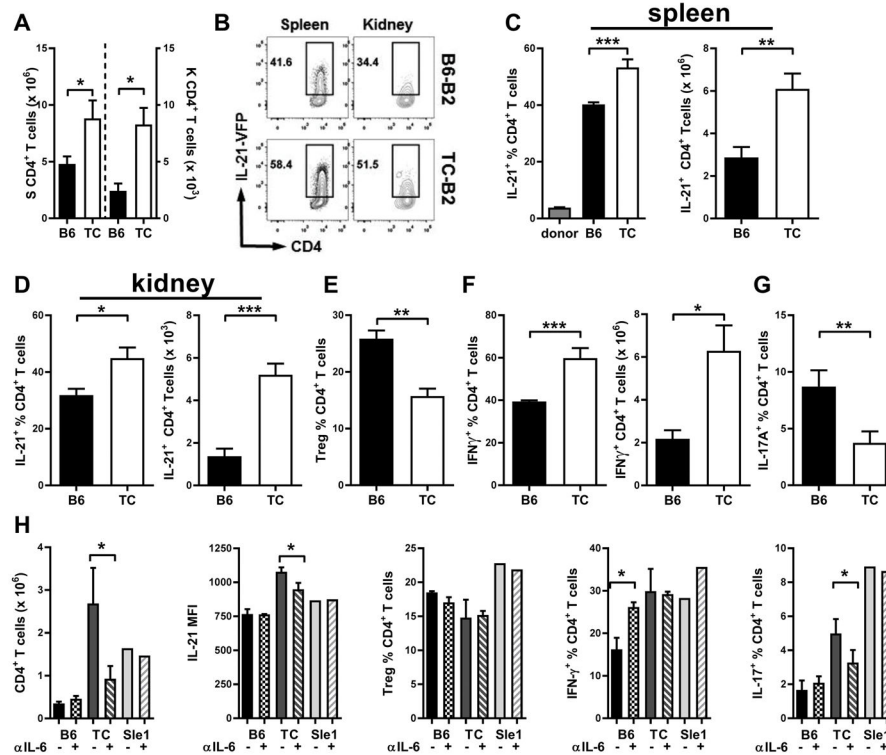 A
S CD4+ T cells (x 10^6)
15
10
5
0
*
*
15
10
5
0
K CD4+ T cells (x 10^3)
B6 TC B6 TC
B
Spleen Kidney
41.6
34.4
B6-B2
58.4
51.5
TC-B2
IL-21-VFP
CD4
C
spleen
IL-21+ % CD4+ T cells
60
40
20
0
***
donor B6 TC
IL-21+ CD4+ T cells (x 10^6)
8
6
4
2
0
**
B6 TC
D
kidney
IL-21+ % CD4+ T cells
60
40
20
0
*
B6 TC
IL-21+ CD4+ Tcells (x 10^3)
8
6
4
2
0
***
B6 TC
E
Treg % CD4+ T cells
30
20
10
0
**
B6 TC
F
IFNγ+ % CD4+ T cells
80
60
40
20
0
***
B6 TC
IFNγ+ CD4+ T cells (x 10^6)
8
6
4
2
0
*
B6 TC
G
IL-17A+ % CD4+ T cells
15
10
5
0
**
B6 TC
H
CD4+ T cells (x 10^6)
4
3
2
1
0
*
B6 TC Sle1
αIL-6 - + - + - +
IL-21 MFI
1250
1000
750
500
250
0
*
B6 TC Sle1
αIL-6 - + - + - +
Treg % CD4+ T cells
25
20
15
10
5
0
B6 TC Sle1
αIL-6 - + - + - +
IFN-γ+ % CD4+ T cells
40
30
20
10
0
*
B6 TC Sle1
αIL-6 - + - + - +
IL-17+ % CD4+ T cells
10
8
6
4
2
0
*
B6 TC Sle1
αIL-6 - + - + - +